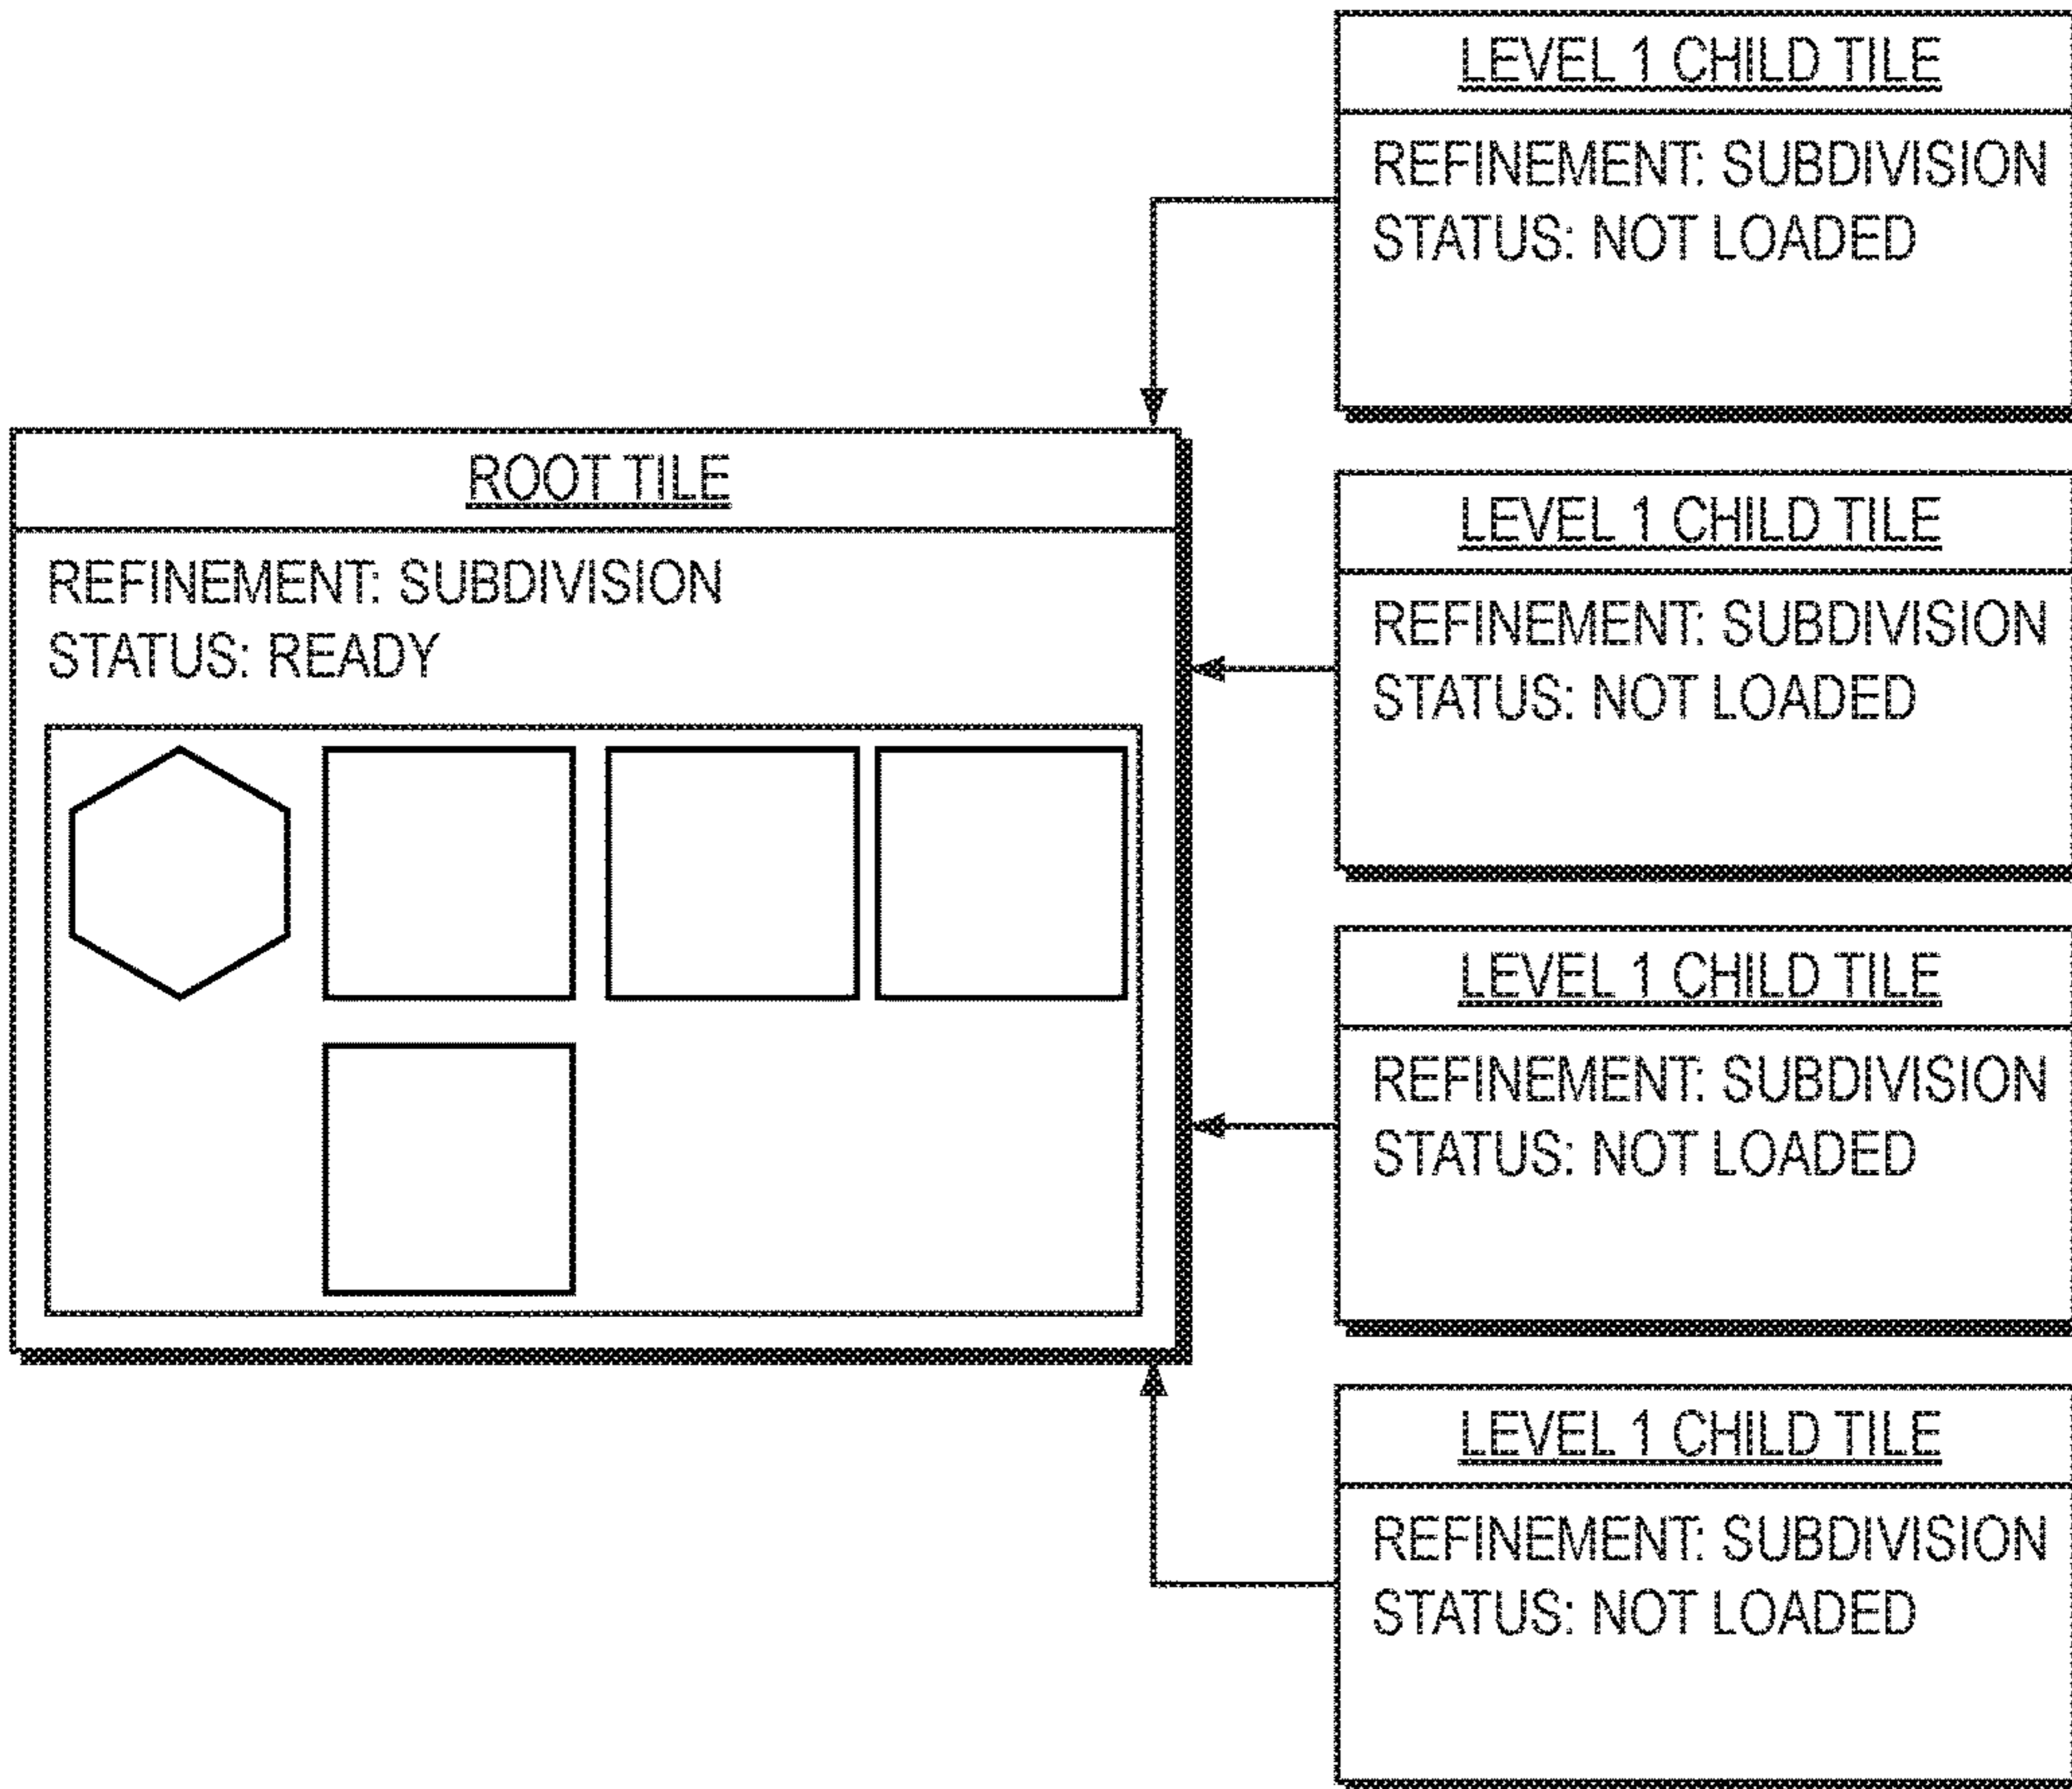 LEVEL 1 CHILD TILE
REFINEMENT: SUBDIVISION
STATUS: NOT LOADED
ROOT TILE
REFINEMENT: SUBDIVISION
STATUS: READY
LEVEL 1 CHILD TILE
REFINEMENT: SUBDIVISION
STATUS: NOT LOADED
LEVEL 1 CHILD TILE
REFINEMENT: SUBDIVISION
STATUS: NOT LOADED
LEVEL 1 CHILD TILE
REFINEMENT: SUBDIVISION
STATUS: NOT LOADED